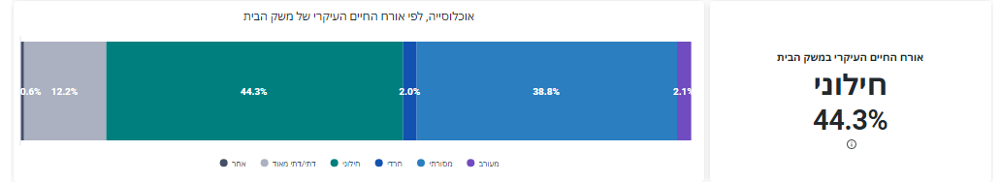 אוכלוסייה, לפי אורח החיים העיקרי של משק הבית
0.6% 12.2% 44.3% 2.0% 38.8% 2.1%
אחר דתי/דתי מאוד חילוני חרדי מסורתי מעורב
אורח החיים העיקרי במשק הבית
חילוני
44.3%